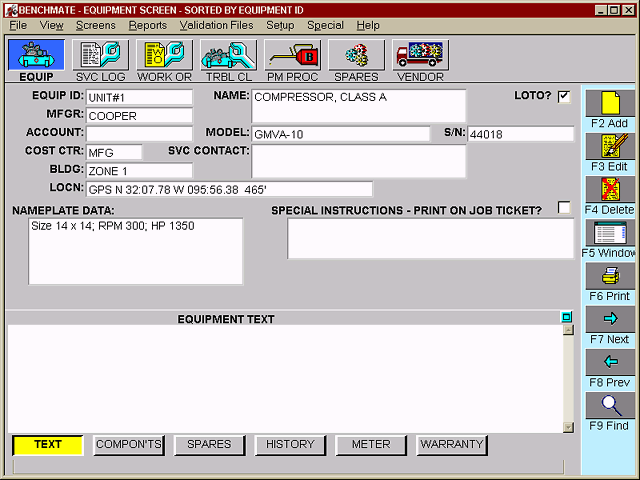 BENCHMATE - EQUIPMENT SCREEN - SORTED BY EQUIPMENT ID
File View Screens Reports Validation Files Setup Special Help
EQUIP SVC LOG WORK OR TRBL CL PM PROC SPARES VENDOR
EQUIP ID: UNIT#1 NAME: COMPRESSOR, CLASS A LOTO?
MFGR: COOPER
ACCOUNT: MODEL: GMVA-10 S/N: 44018
COST CTR: MFG SVC CONTACT:
BLDG: ZONE 1
LOCN: GPS N 32:07.78 W 095:56.38 465'
NAMEPLATE DATA: SPECIAL INSTRUCTIONS - PRINT ON JOB TICKET?
Size 14 x 14; RPM 300; HP 1350
EQUIPMENT TEXT
TEXT COMPON'TS SPARES HISTORY METER WARRANTY
F2 Add
F3 Edit
F4 Delete
F5 Window
F6 Print
F7 Next
F8 Prev
F9 Find